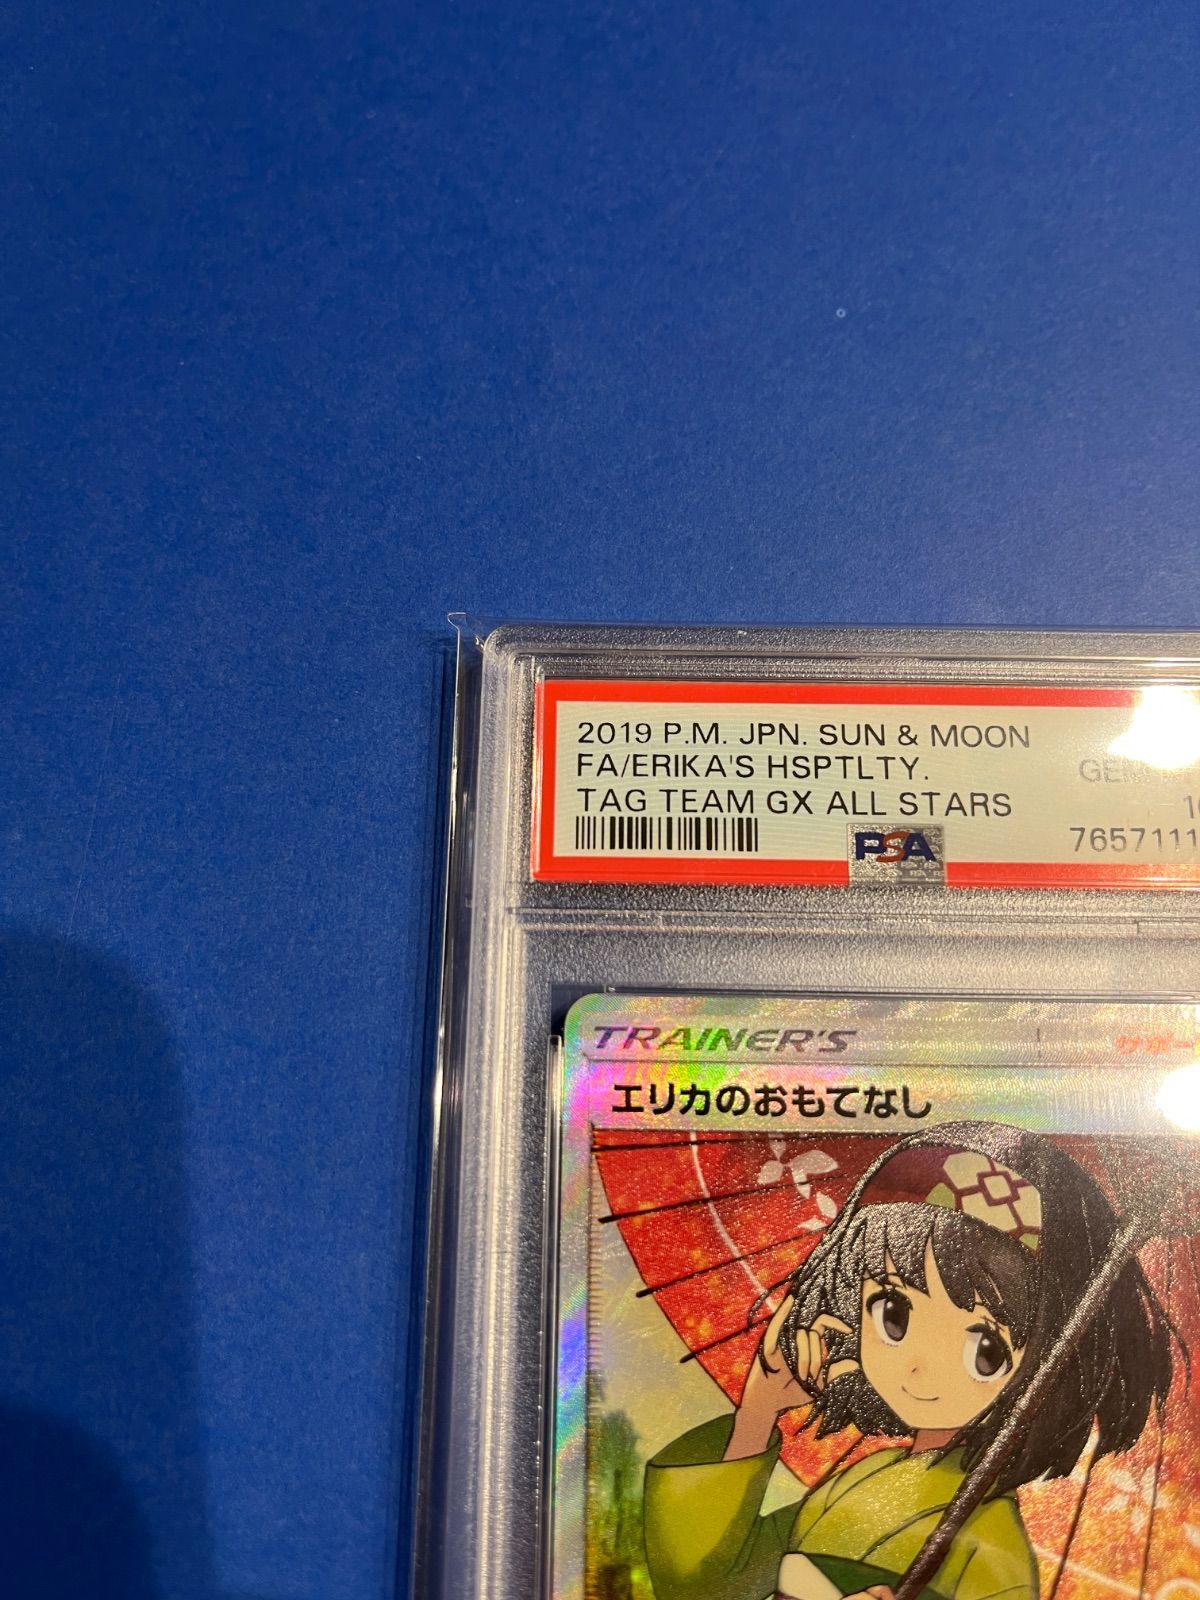 2019 P.M. JPN. SUN & MOON
FA/ERIKA'S HSPTLTY.
TAG TEAM GX ALL STARS
PSA
7657111
TRAINER'S
エリカのおもてなし